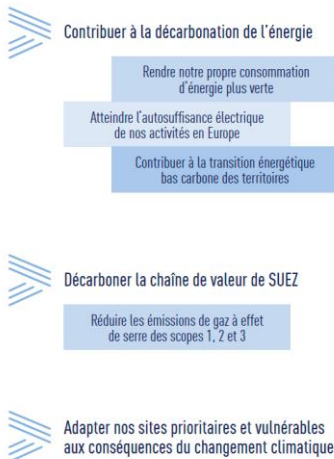 Contribuer à la décarbonation de l'énergie
Rendre notre propre consommation
d'énergie plus verte
Atteindre l'autosuffisance électrique
de nos activités en Europe
Contribuer à la transition énergétique
bas carbone des territoires
Décarboner la chaîne de valeur de SUEZ
Réduire les émissions de gaz à effet
de serre des scopes 1, 2 et 3
Adapter nos sites prioritaires et vulnérables
aux conséquences du changement climatique